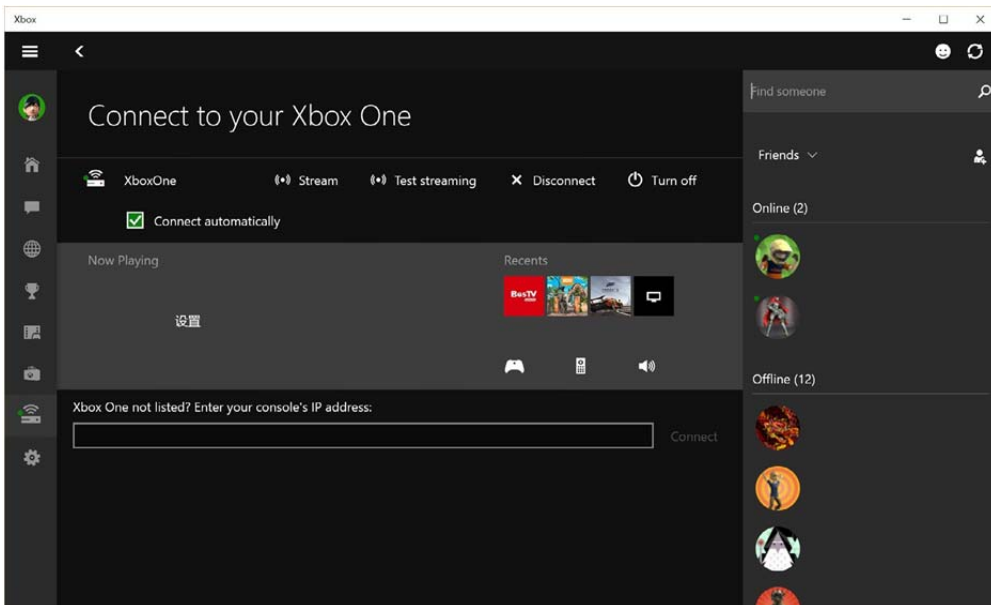 Xbox
Find someone
Connect to your Xbox One
Friends
XboxOne Stream Test streaming Disconnect Turn off
Connect automatically
Online (2)
Now Playing
Recents
BesTV
设置
Offline (12)
Xbox One not listed? Enter your console's IP address:
Connect